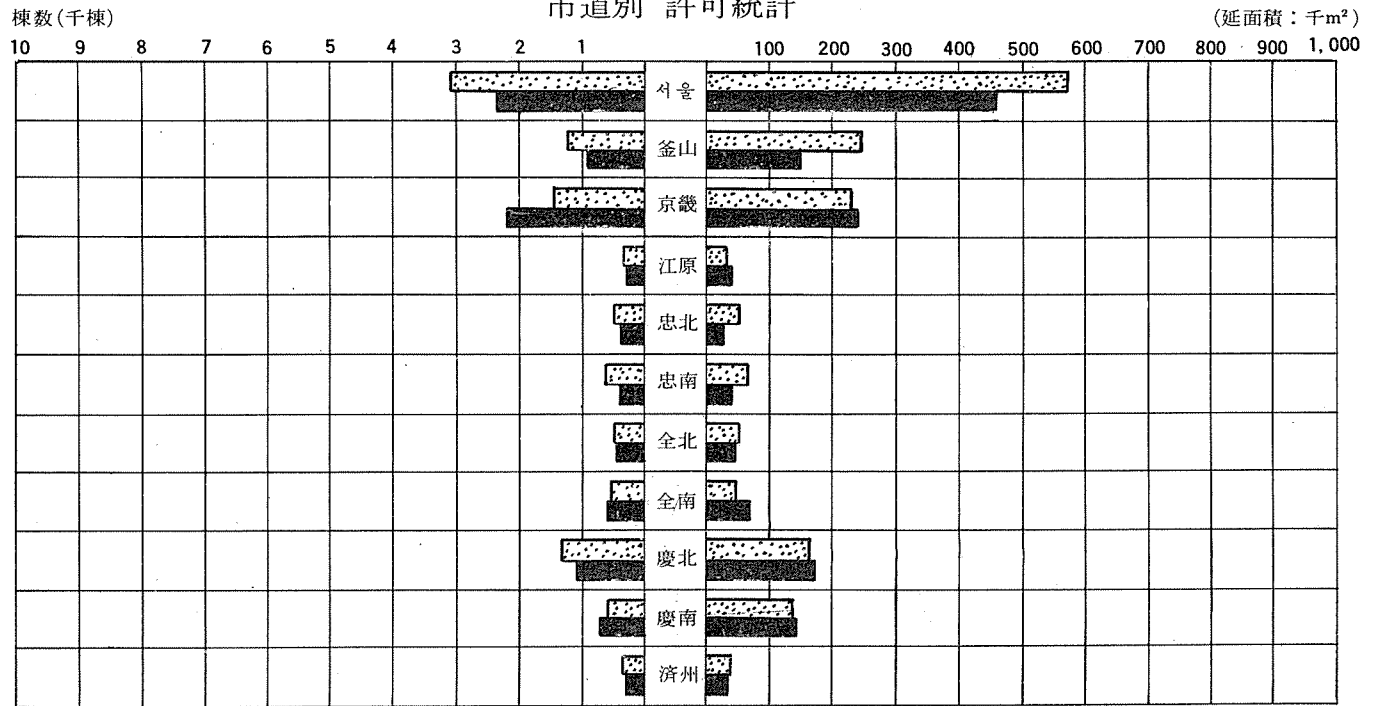 市道別 許可統計
棟数(千棟)
(延面積：千m²)
10 9 8 7 6 5 4 3 2 1 100 200 300 400 500 600 700 800 900 1,000
서울
釜山
京畿
江原
忠北
忠南
全北
全南
慶北
慶南
済州